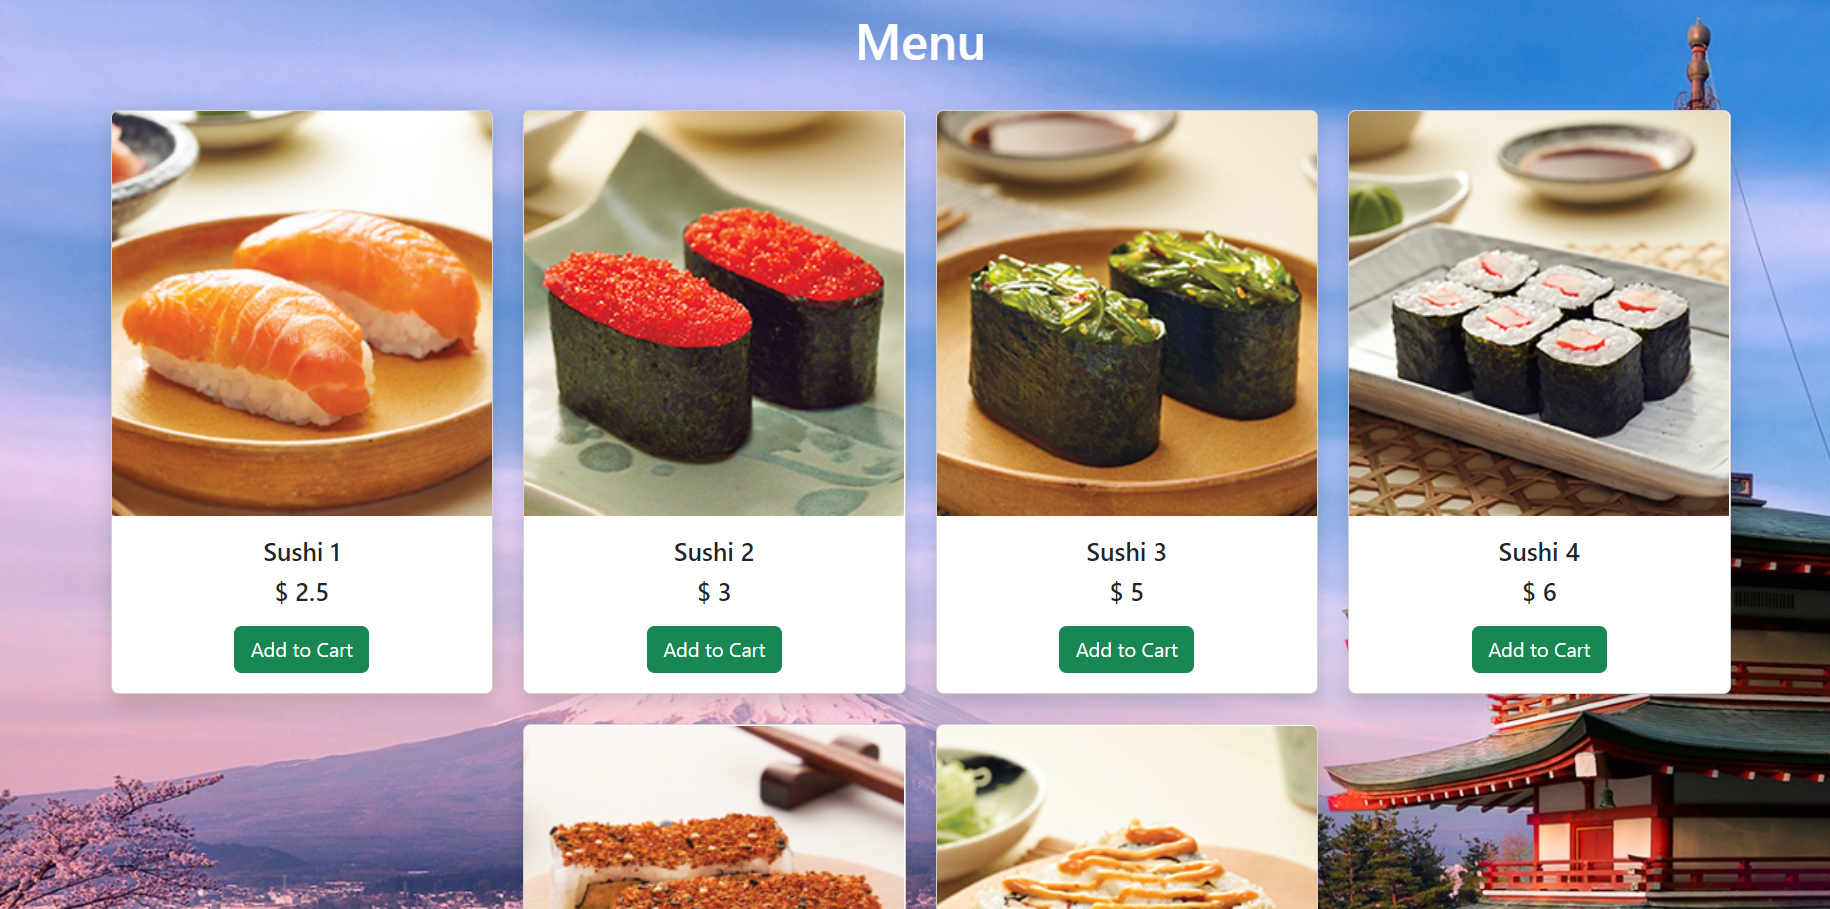 Menu
Sushi 1
$ 2.5
Add to Cart
Sushi 2
$ 3
Add to Cart
Sushi 3
$ 5
Add to Cart
Sushi 4
$ 6
Add to Cart